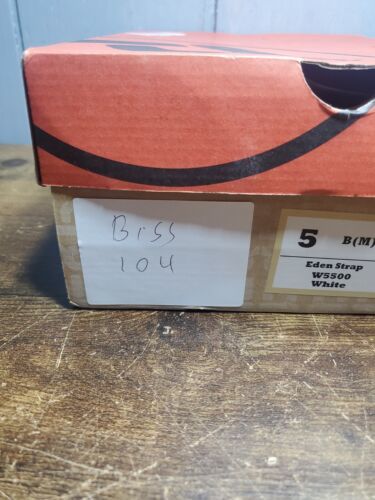 Biss
104
5 B(M)
Eden Strap
W5500
White